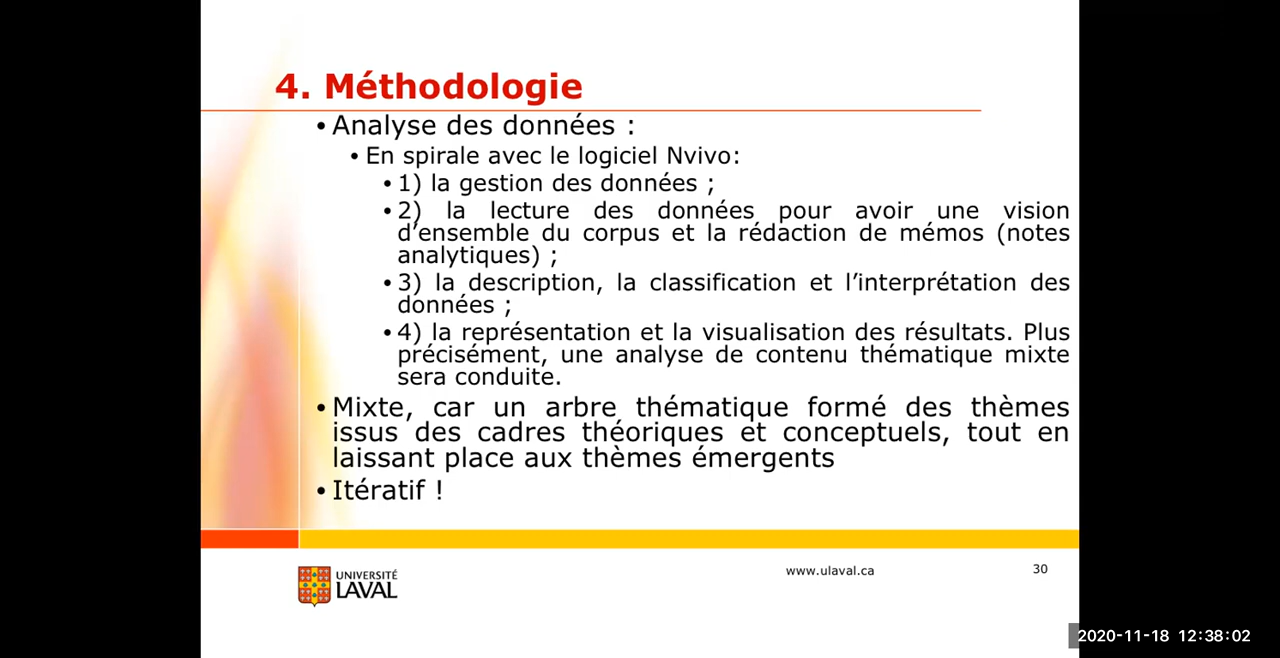 4. Méthodologie
• Analyse des données :
• En spirale avec le logiciel Nvivo:
• 1) la gestion des données ;
• 2) la lecture des données pour avoir une vision
d’ensemble du corpus et la rédaction de mémos (notes
analytiques) ;
• 3) la description, la classification et l’interprétation des
données ;
• 4) la représentation et la visualisation des résultats. Plus
précisément, une analyse de contenu thématique mixte
sera conduite.
• Mixte, car un arbre thématique formé des thèmes
issus des cadres théoriques et conceptuels, tout en
laissant place aux thèmes émergents
• Itératif !
UNIVERSITÉ
LAVAL
www.ulaval.ca
30
2020-11-18 12:38:02